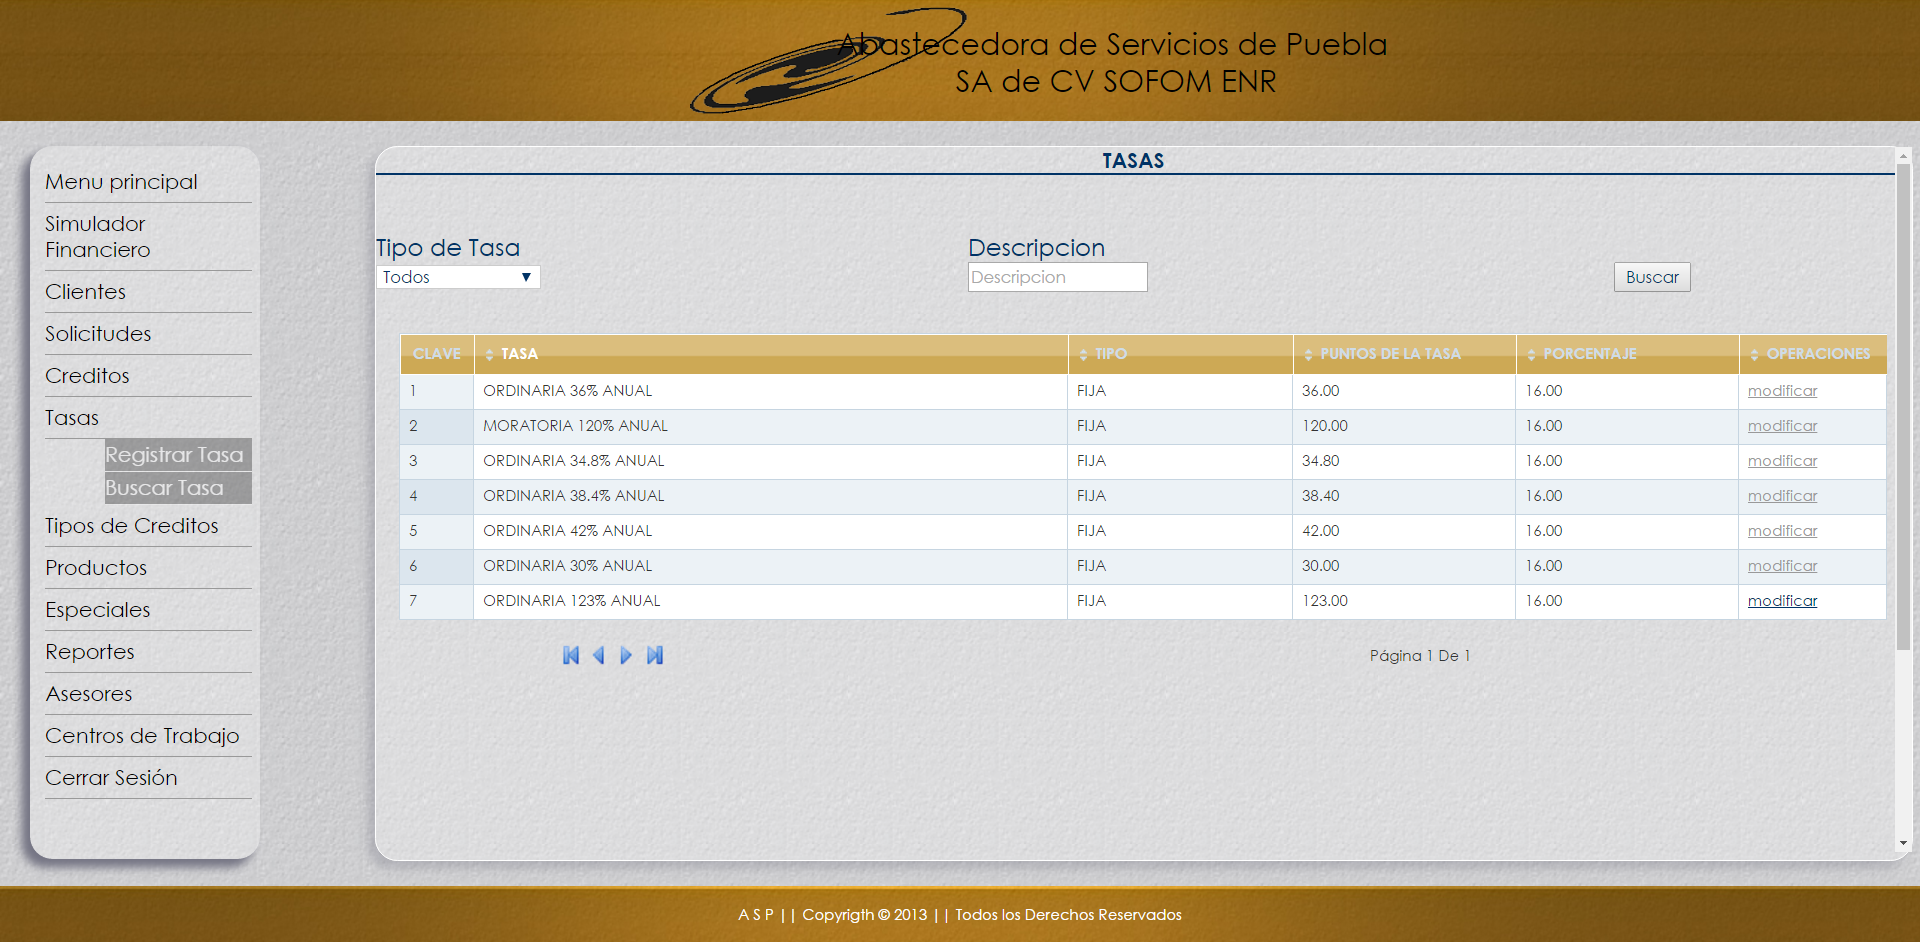 Abastecedora de Servicios de Puebla
SA de CV SOFOM ENR
Menu principal
Simulador
Financiero
Clientes
Solicitudes
Creditos
Tasas
Registrar Tasa
Buscar Tasa
Tipos de Creditos
Productos
Especiales
Reportes
Asesores
Centros de Trabajo
Cerrar Sesión
TASAS
Tipo de Tasa Descripcion
Todos Descripcion Buscar
CLAVE TASA TIPO PUNTOS DE LA TASA PORCENTAJE OPERACIONES
1 ORDINARIA 36% ANUAL FIJA 36.00 16.00 modificar
2 MORATORIA 120% ANUAL FIJA 120.00 16.00 modificar
3 ORDINARIA 34.8% ANUAL FIJA 34.80 16.00 modificar
4 ORDINARIA 38.4% ANUAL FIJA 38.40 16.00 modificar
5 ORDINARIA 42% ANUAL FIJA 42.00 16.00 modificar
6 ORDINARIA 30% ANUAL FIJA 30.00 16.00 modificar
7 ORDINARIA 123% ANUAL FIJA 123.00 16.00 modificar
Página 1 De 1
A S P || Copyrigth © 2013 || Todos los Derechos Reservados